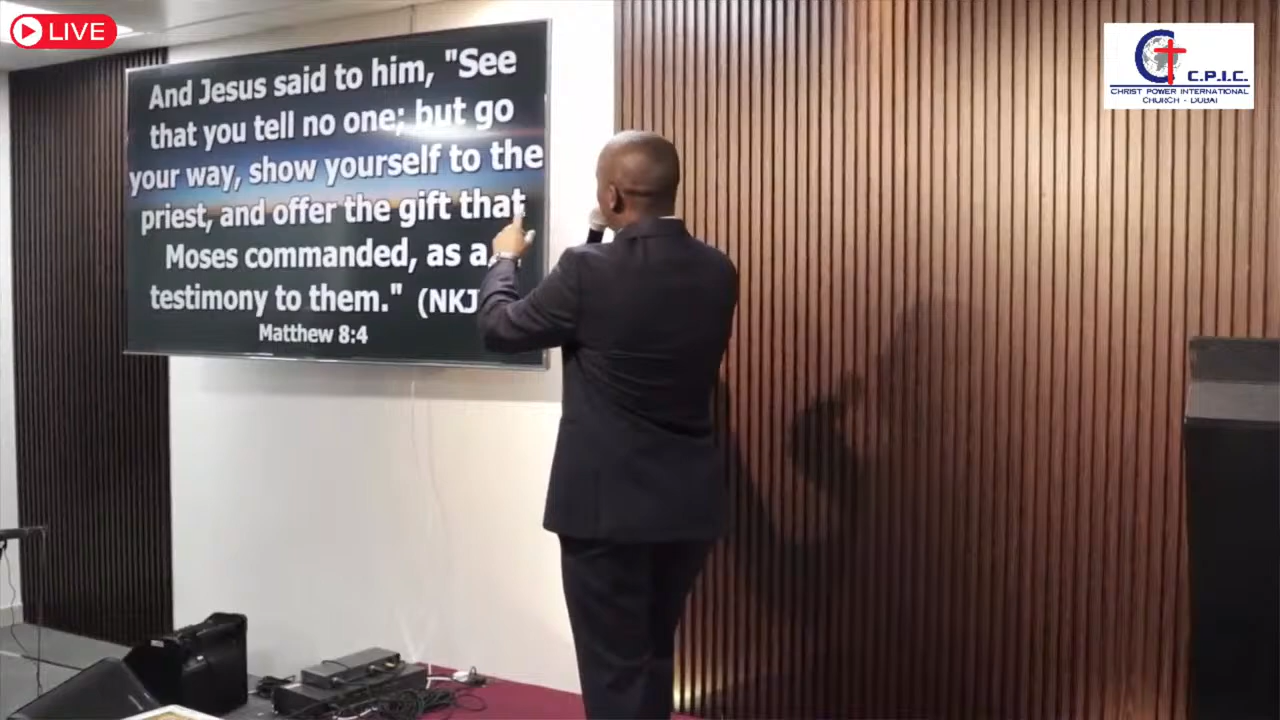 LIVE
And Jesus said to him, "See
that you tell no one; but go
your way, show yourself to the
priest, and offer the gift that
Moses commanded, as a
testimony to them." (NKJ
Matthew 8:4
C.P.I.C.
CHRIST POWER INTERNATIONAL
CHURCH - DUBAI